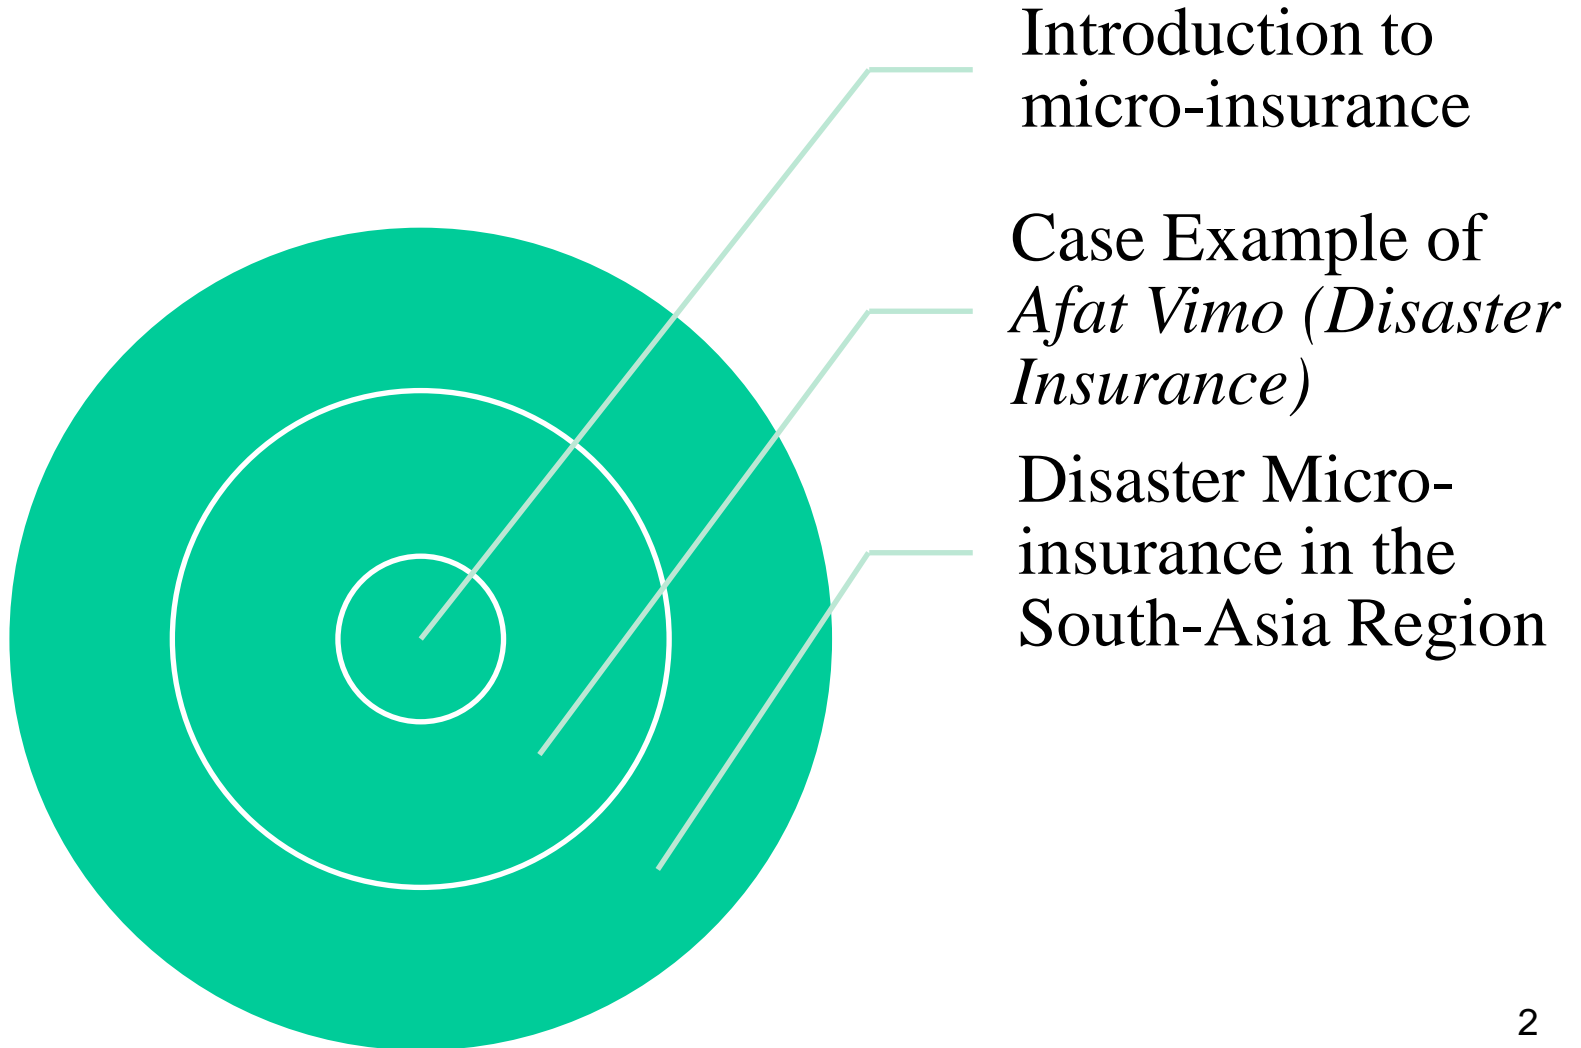 Introduction to
micro-insurance
Case Example of
Afat Vimo (Disaster
Insurance)
Disaster Micro-
insurance in the
South-Asia Region
2